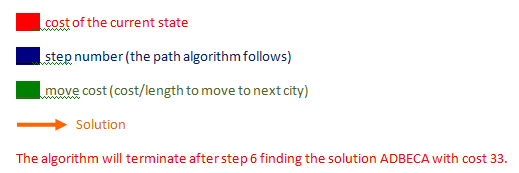 cost of the current state
step number (the path algorithm follows)
move cost (cost/length to move to next city)
Solution
The algorithm will terminate after step 6 finding the solution ADBECA with cost 33.